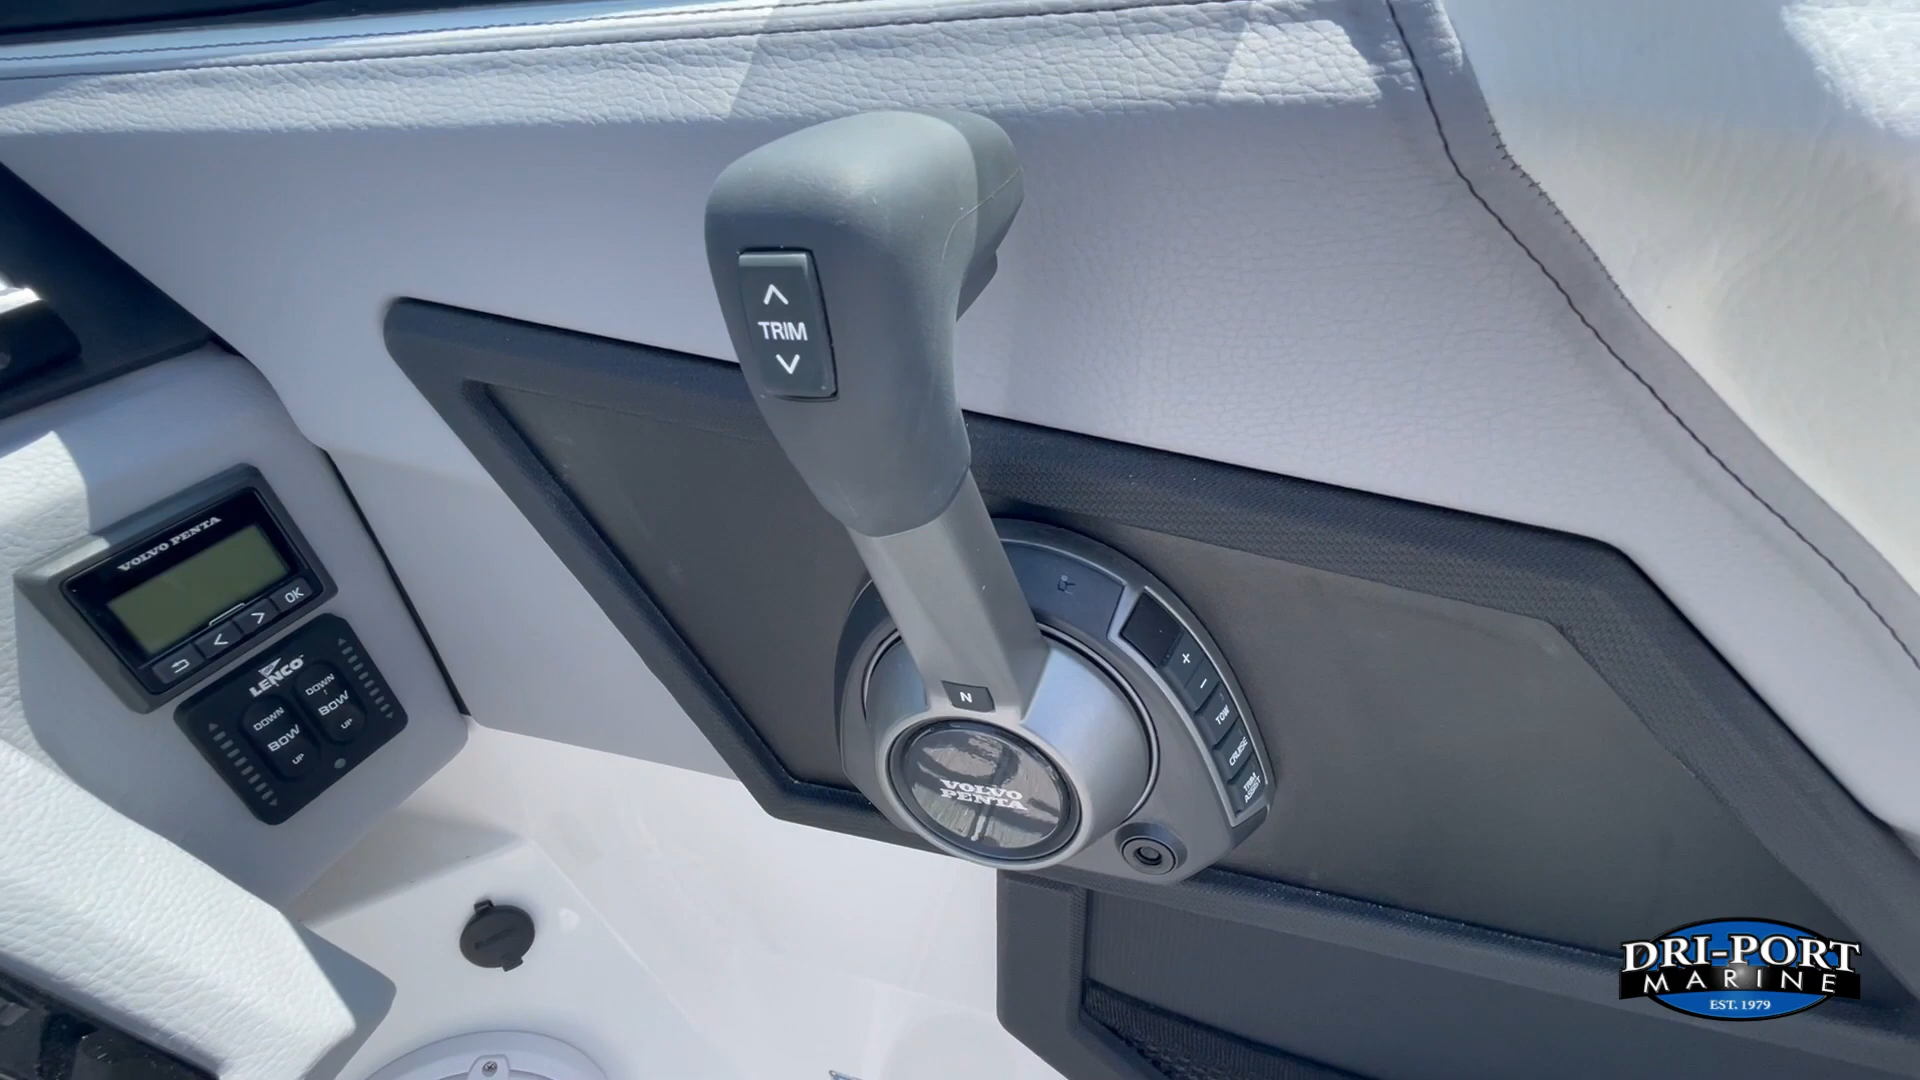 TRIM
VOLVO PENTA
OK
LENCO
DOWN
BOW
UP
DOWN
BOW
UP
N
VOLVO
PENTA
+
-
TOW
CRUISE
TRIM
ASSIST
DRI-PORT
MARINE
EST. 1979